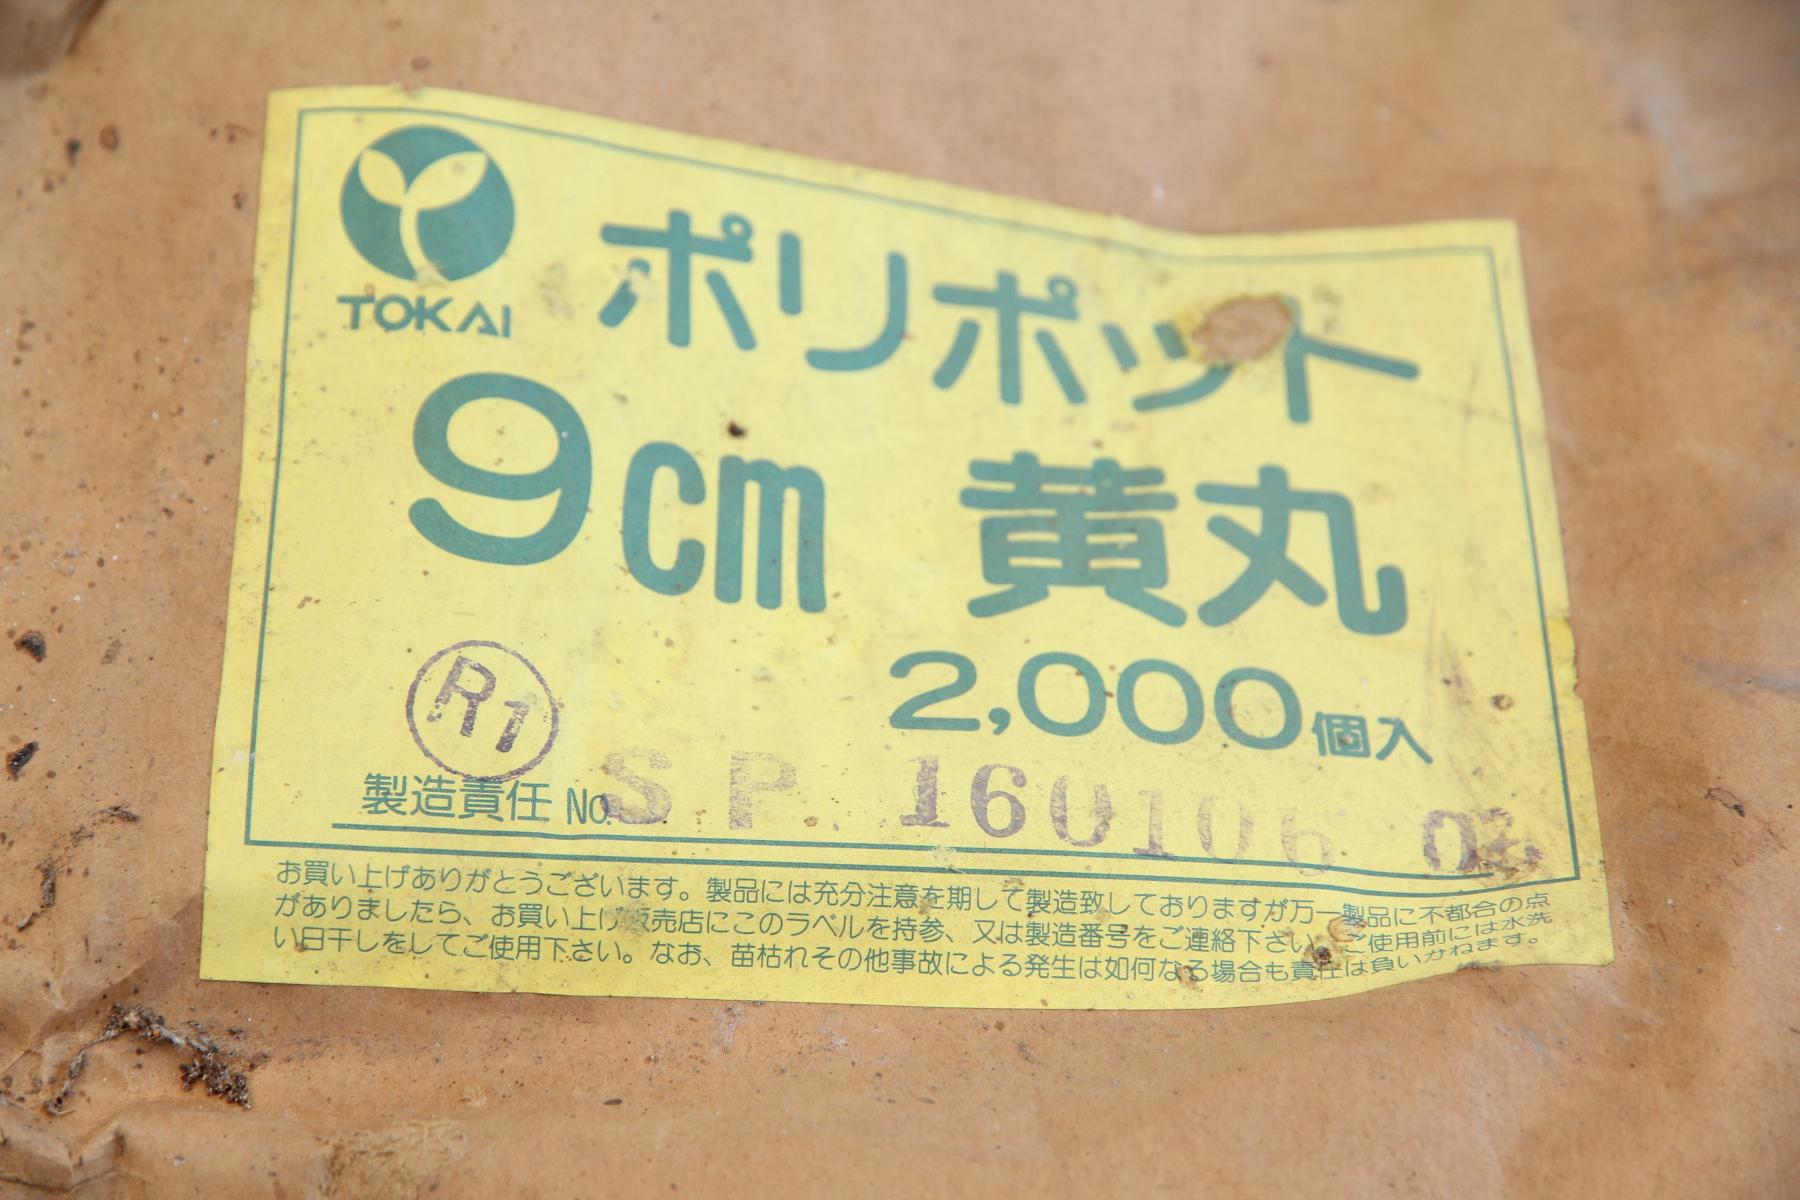 TOKAI
ポリポット
9cm 黄丸
2,000個入
R1
製造責任 No. SP 160106 03
お買い上げありがとうございます。製品には充分注意を期して製造致しておりますが万一製品に不都合の点
がありましたら、お買い上げ販売店にこのラベルを持参、又は製造番号をご連絡下さい。ご使用前には水洗
い日干しをしてご使用下さい。なお、苗枯れその他事故による発生は如何なる場合も責任は負いかねます。